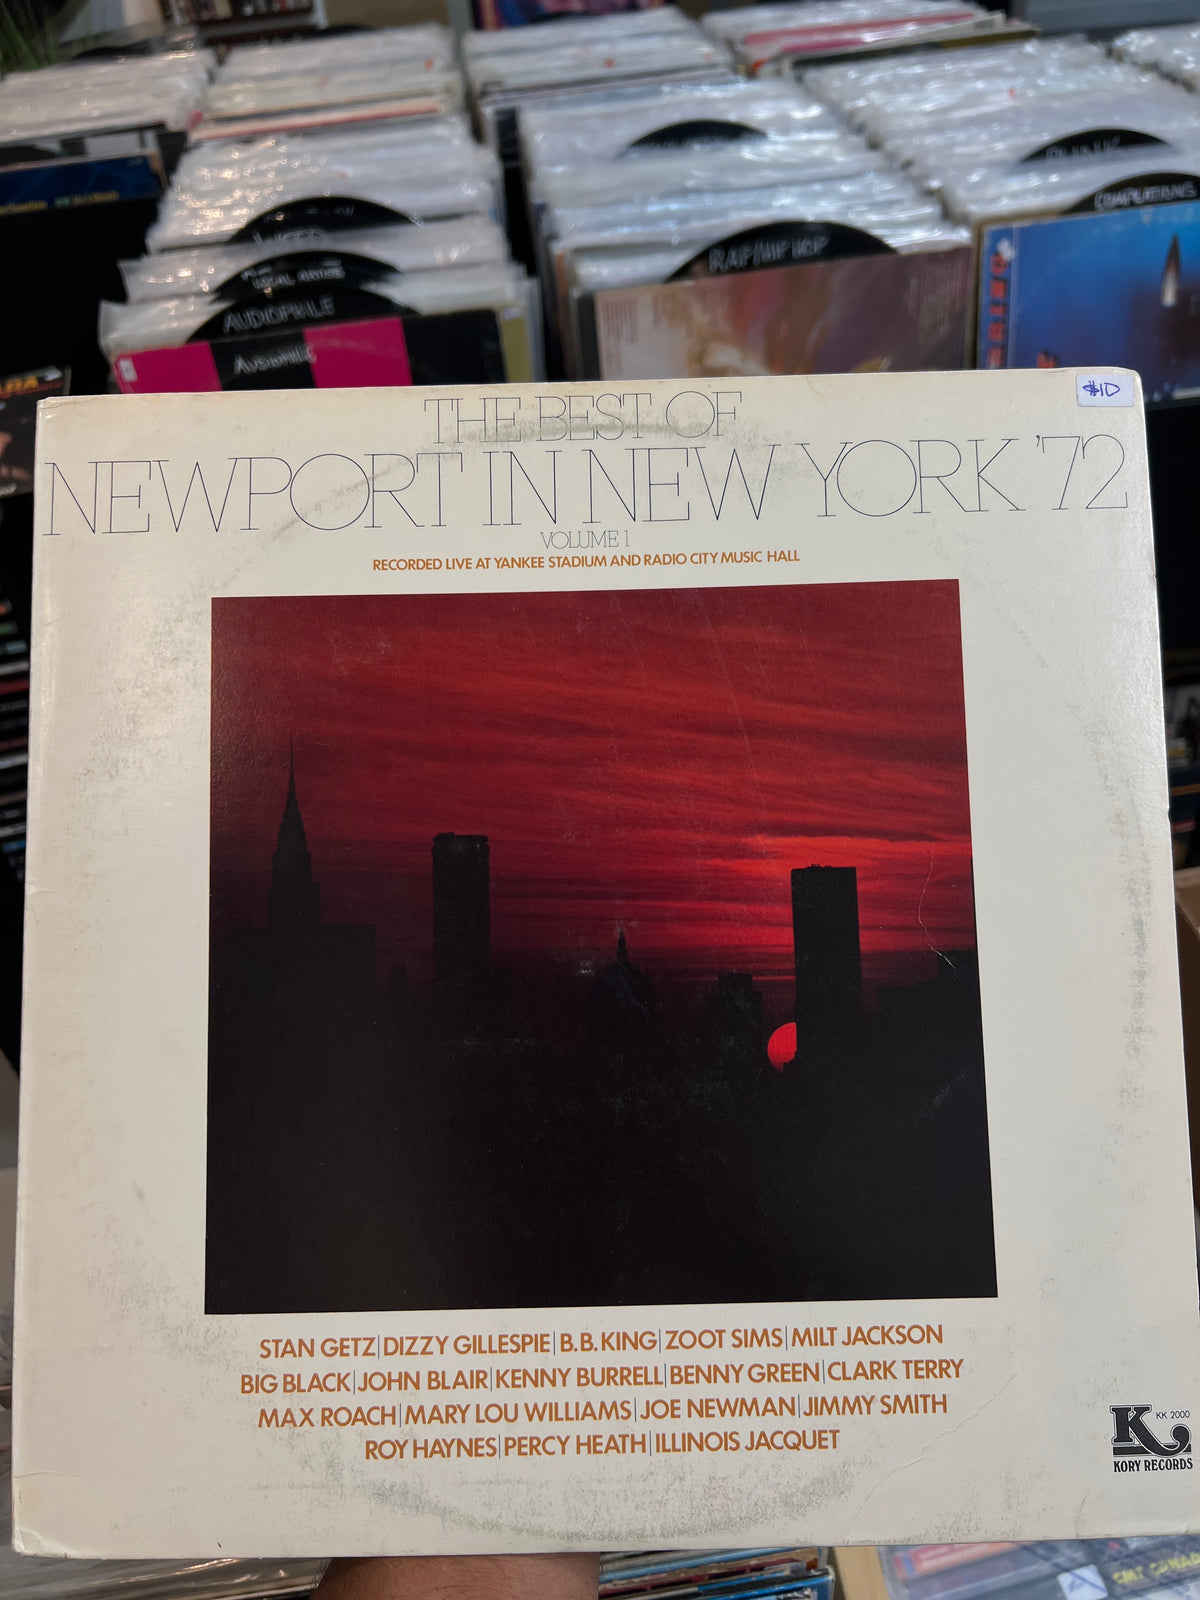 RAP/HIP HOP
COMPILATIONS
AUDIOPHILE
AUDIOPHILE
$10
THE BEST OF
NEWPORT IN NEW YORK '72
VOLUME 1
RECORDED LIVE AT YANKEE STADIUM AND RADIO CITY MUSIC HALL
STAN GETZ|DIZZY GILLESPIE|B.B. KING|ZOOT SIMS|MILT JACKSON
BIG BLACK|JOHN BLAIR|KENNY BURRELL|BENNY GREEN|CLARK TERRY
MAX ROACH|MARY LOU WILLIAMS|JOE NEWMAN|JIMMY SMITH
ROY HAYNES|PERCY HEATH|ILLINOIS JACQUET
K KK 2000
KORY RECORDS